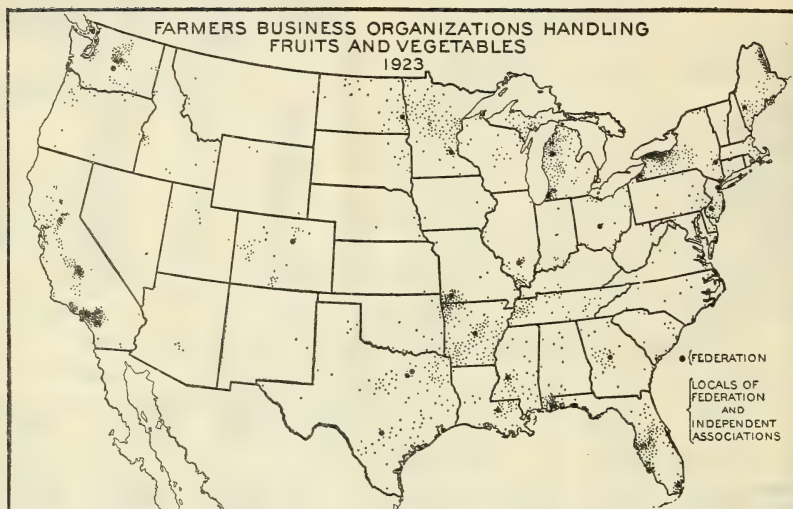 FARMERS BUSINESS ORGANIZATIONS HANDLING
FRUITS AND VEGETABLES
1923
FEDERATION
LOCALS OF
FEDERATION
AND
INDEPENDENT
ASSOCIATIONS